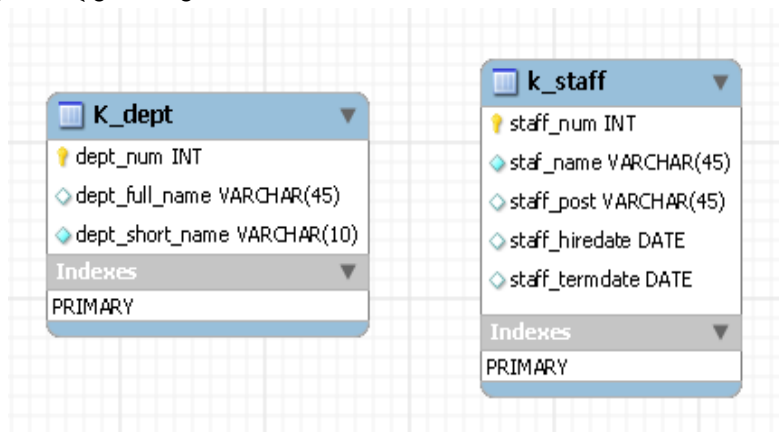 K_dept
dept_num INT
dept_full_name VARCHAR(45)
dept_short_name VARCHAR(10)
Indexes
PRIMARY
k_staff
staff_num INT
staf_name VARCHAR(45)
staff_post VARCHAR(45)
staff_hiredate DATE
staff_termdate DATE
Indexes
PRIMARY